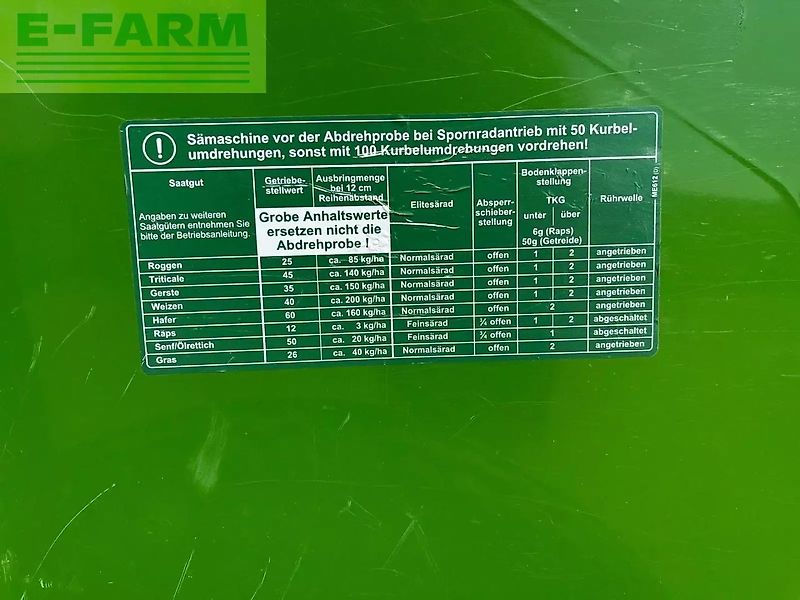 E-FARM
Sämaschine vor der Abdrehprobe bei Spornradantrieb mit 50 Kurbel-
umdrehungen, sonst mit 100 Kurbelumdrehungen vordrehen!
Saatgut
Angaben zu weiteren
Saatgütern entnehmen Sie
bitte der Betriebsanleitung.
Getriebe-
stellwert
Ausbringmenge
bei 12 cm
Reihenabstand
Grobe Anhaltswerte
ersetzen nicht die
Abdrehprobe !
Elitesärad
Absperr-
schieber-
stellung
Bodenklappen-
stellung
TKG
unter über
6g (Raps)
50g (Getreide)
Rührwelle
ME612
Roggen 25 ca. 85 kg/ha Normalsärad offen 1 2 angetrieben
Triticale 45 ca. 140 kg/ha Normalsärad offen 1 2 angetrieben
Gerste 35 ca. 150 kg/ha Normalsärad offen 1 2 angetrieben
Weizen 40 ca. 200 kg/ha Normalsärad offen 1 2 angetrieben
Hafer 60 ca. 160 kg/ha Normalsärad offen 2 angetrieben
Raps 12 ca. 3 kg/ha Feinsärad ¾ offen 1 2 abgeschaltet
Senf/Ölrettich 50 ca. 20 kg/ha Feinsärad ¾ offen 1 abgeschaltet
Gras 26 ca. 40 kg/ha Normalsärad offen 2 angetrieben